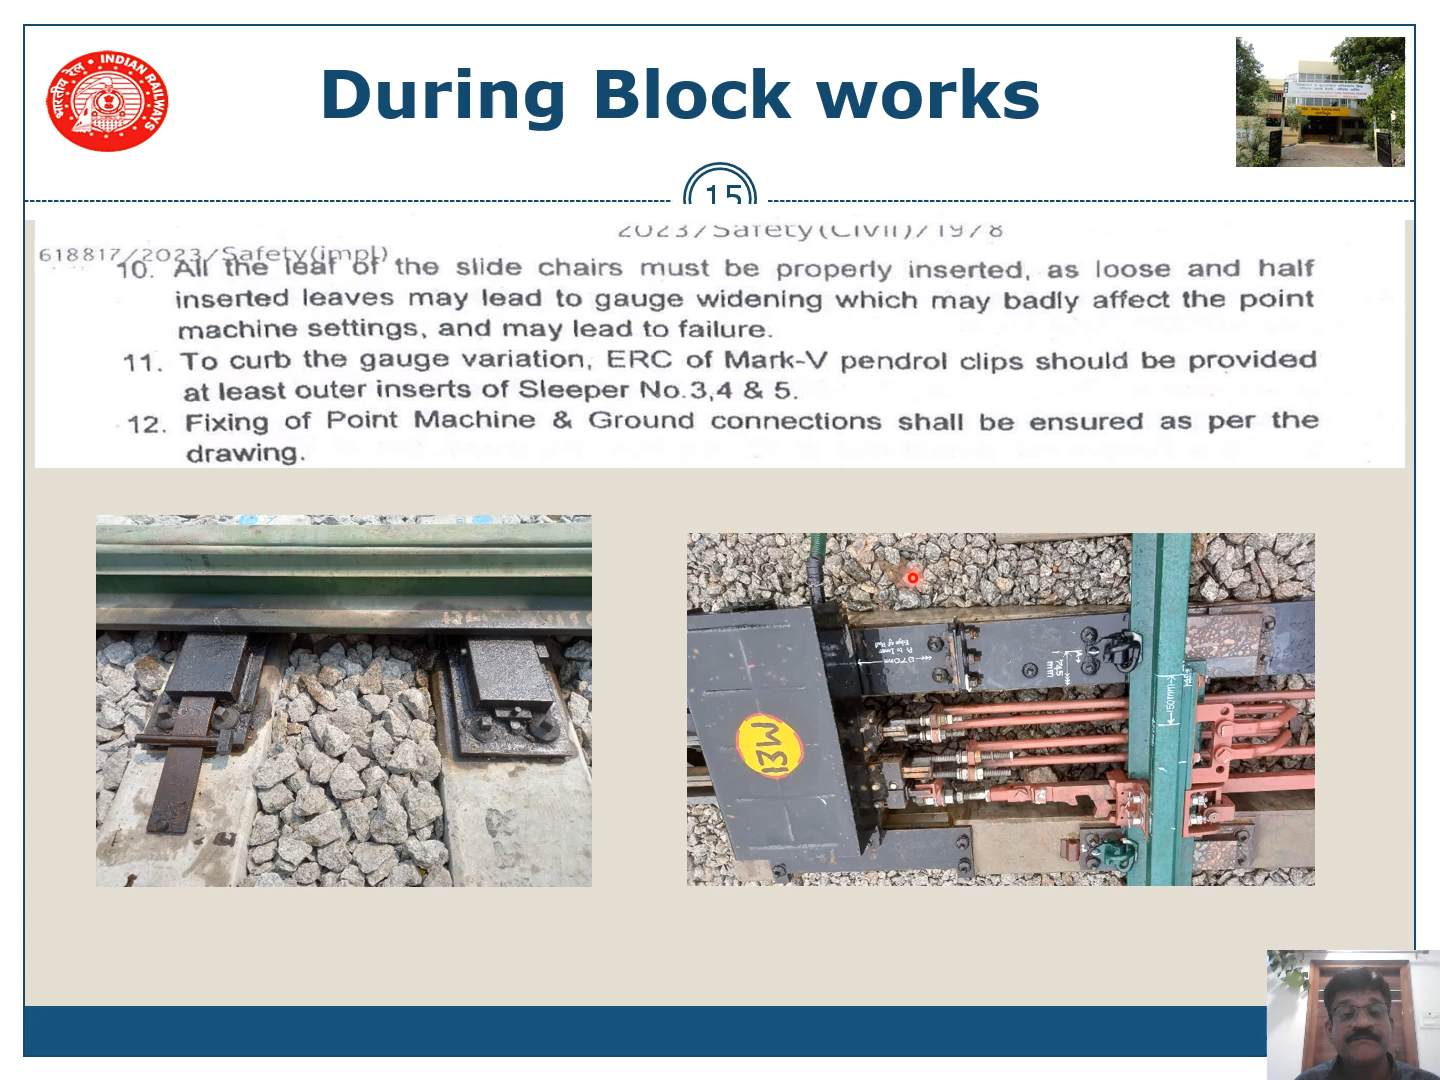 भारतीय रेल • INDIAN RAILWAYS
During Block works
15
2023/Safety(Civil)/1978
618817/2023/Safety(impl)
10. All the leaf of the slide chairs must be properly inserted, as loose and half
inserted leaves may lead to gauge widening which may badly affect the point
machine settings, and may lead to failure.
11. To curb the gauge variation, ERC of Mark-V pendrol clips should be provided
at least outer inserts of Sleeper No.3,4 & 5.
12. Fixing of Point Machine & Ground connections shall be ensured as per the
drawing.